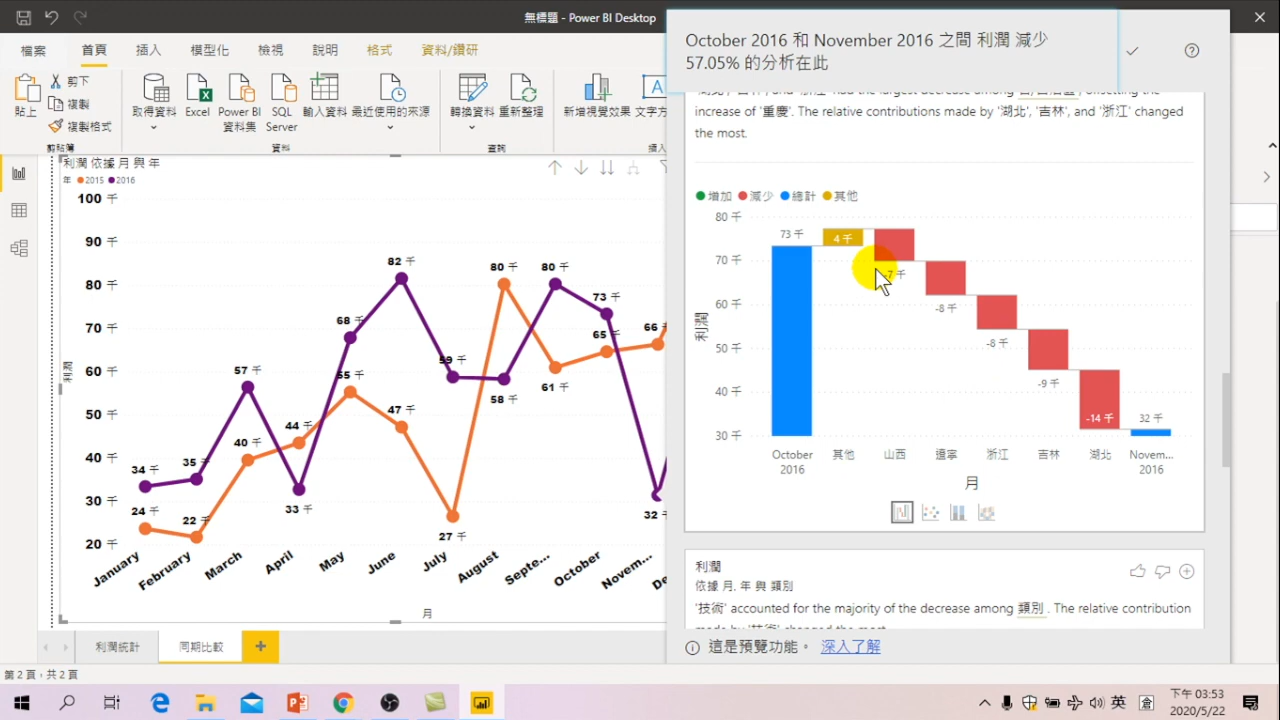 無標題 - Power BI Desktop
檔案 首頁 插入 模型化 檢視 說明 格式 資料/鑽研
貼上
剪下
複製
複製格式
剪貼簿
取得資料
Excel
Power BI
資料集
SQL
Server
輸入資料
最近使用的來源
資料
轉換資料
重新整理
查詢
新增視覺效果
文字方
插入
利潤 依據 月 與 年
年 2015 2016
100 千
90 千
80 千
70 千
60 千
50 千
40 千
30 千
20 千
利潤
34 千
24 千
35 千
22 千
57 千
40 千
44 千
33 千
68 千
55 千
82 千
47 千
59 千
27 千
80 千
58 千
80 千
61 千
73 千
65 千
66
32
January
February
March
April
May
June
July
August
Septe...
October
Novem...
De
月
October 2016 和 November 2016 之間 利潤 減少
57.05% 的分析在此
increase of '重慶'. The relative contributions made by '湖北', '吉林', and '浙江' changed
the most.
增加 減少 總計 其他
80 千
70 千
60 千
50 千
40 千
30 千
利潤
73 千
4 千
-7 千
-8 千
-8 千
-9 千
-14 千
32 千
October
2016
其他
山西
遼寧
浙江
吉林
湖北
Novem...
2016
月
利潤
依據 月, 年 與 類別
'技術' accounted for the majority of the decrease among 類別 . The relative contribution
made by '技術' changed the most.
這是預覽功能。 深入了解
利潤統計 同期比較
第 2 頁，共 2 頁
英
下午 03:53
2020/5/22